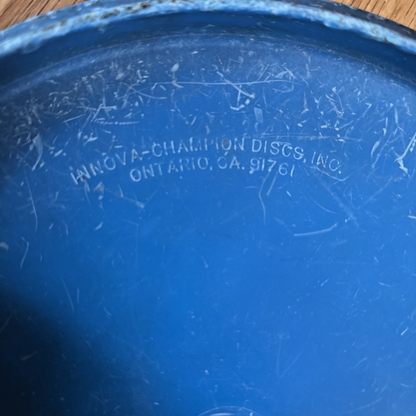 INNOVA-CHAMPION DISCS, INC.
ONTARIO, CA. 91761